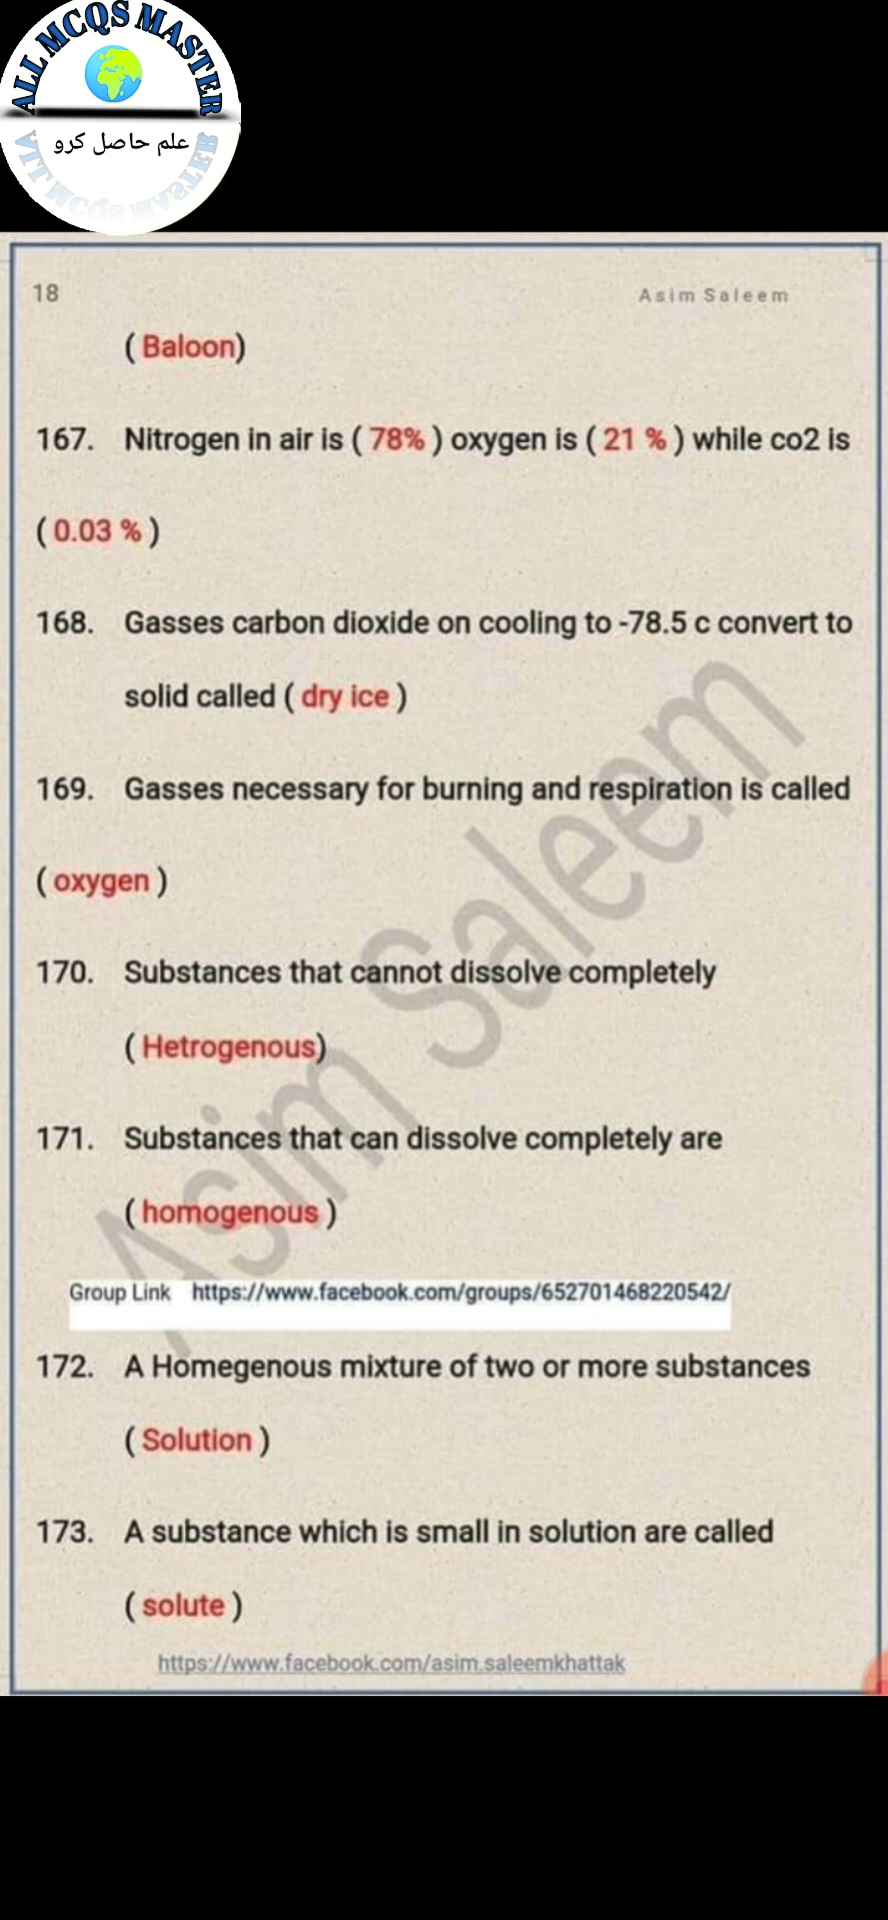 ALL MCQS MASTER
علم حاصل کرو
ALL MCQS MASTER
18
Asim Saleem
( Baloon)
167. Nitrogen in air is ( 78% ) oxygen is ( 21 % ) while co2 is
( 0.03 % )
168. Gasses carbon dioxide on cooling to -78.5 c convert to
solid called ( dry ice )
169. Gasses necessary for burning and respiration is called
( oxygen )
170. Substances that cannot dissolve completely
( Hetrogenous)
171. Substances that can dissolve completely are
( homogenous )
Asim Saleem
Group Link https://www.facebook.com/groups/652701468220542/
172. A Homegenous mixture of two or more substances
( Solution )
173. A substance which is small in solution are called
( solute )
https://www.facebook.com/asim.saleemkhattak